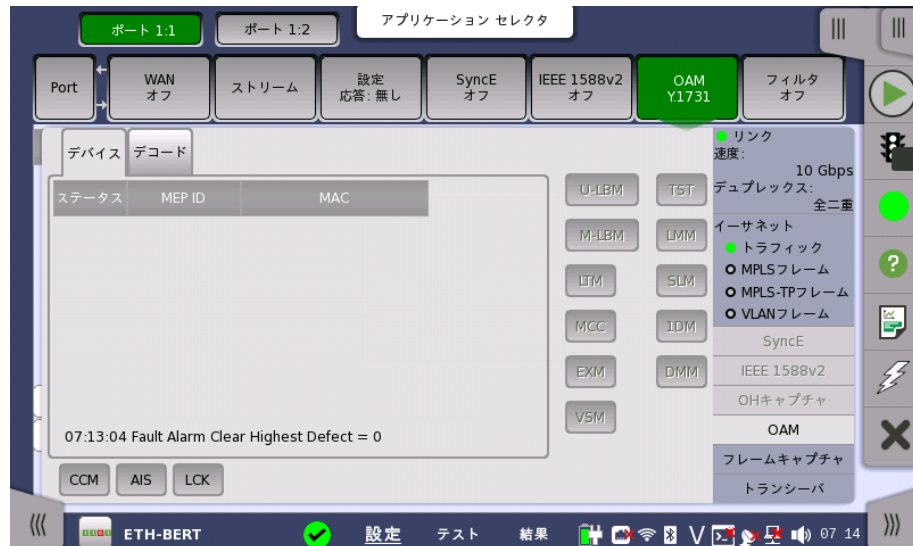 アプリケーション セレクタ
ポート 1:1
ポート 1:2
Port
WAN
オフ
ストリーム
設定
応答: 無し
SyncE
オフ
IEEE 1588v2
オフ
OAM
Y.1731
フィルタ
オフ
デバイス
デコード
ステータス
MEP ID
MAC
07:13:04 Fault Alarm Clear Highest Defect = 0
CCM
AIS
LCK
U-LBM
TST
M-LBM
LMM
LTM
SLM
MCC
1DM
EXM
DMM
VSM
リンク
速度:
10 Gbps
デュプレックス:
全二重
イーサネット
トラフィック
MPLSフレーム
MPLS-TPフレーム
VLANフレーム
SyncE
IEEE 1588v2
OHキャプチャ
OAM
フレームキャプチャ
トランシーバ
ETH-BERT
設定
テスト
結果
V
07 14